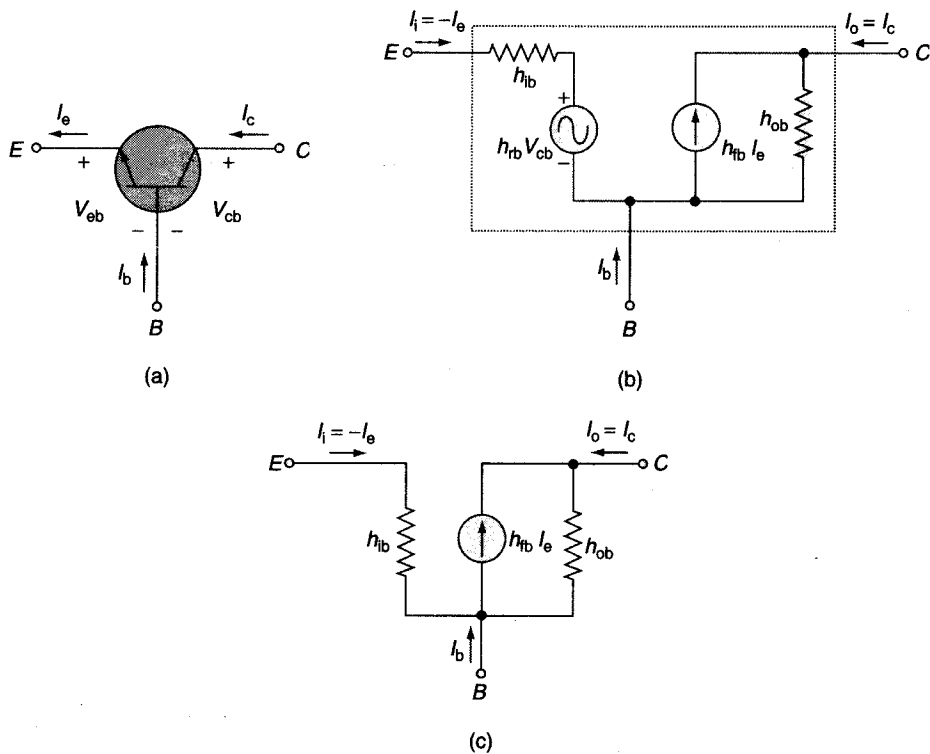 I_e
I_c
E
C
+
+
V_eb
V_cb
−
−
I_b
B
(a)
I_i = −I_e
I_o = I_c
E
C
h_ib
+
h_rb V_cb
−
h_fb I_e
h_ob
I_b
B
(b)
I_i = −I_e
I_o = I_c
E
C
h_ib
h_fb I_e
h_ob
I_b
B
(c)